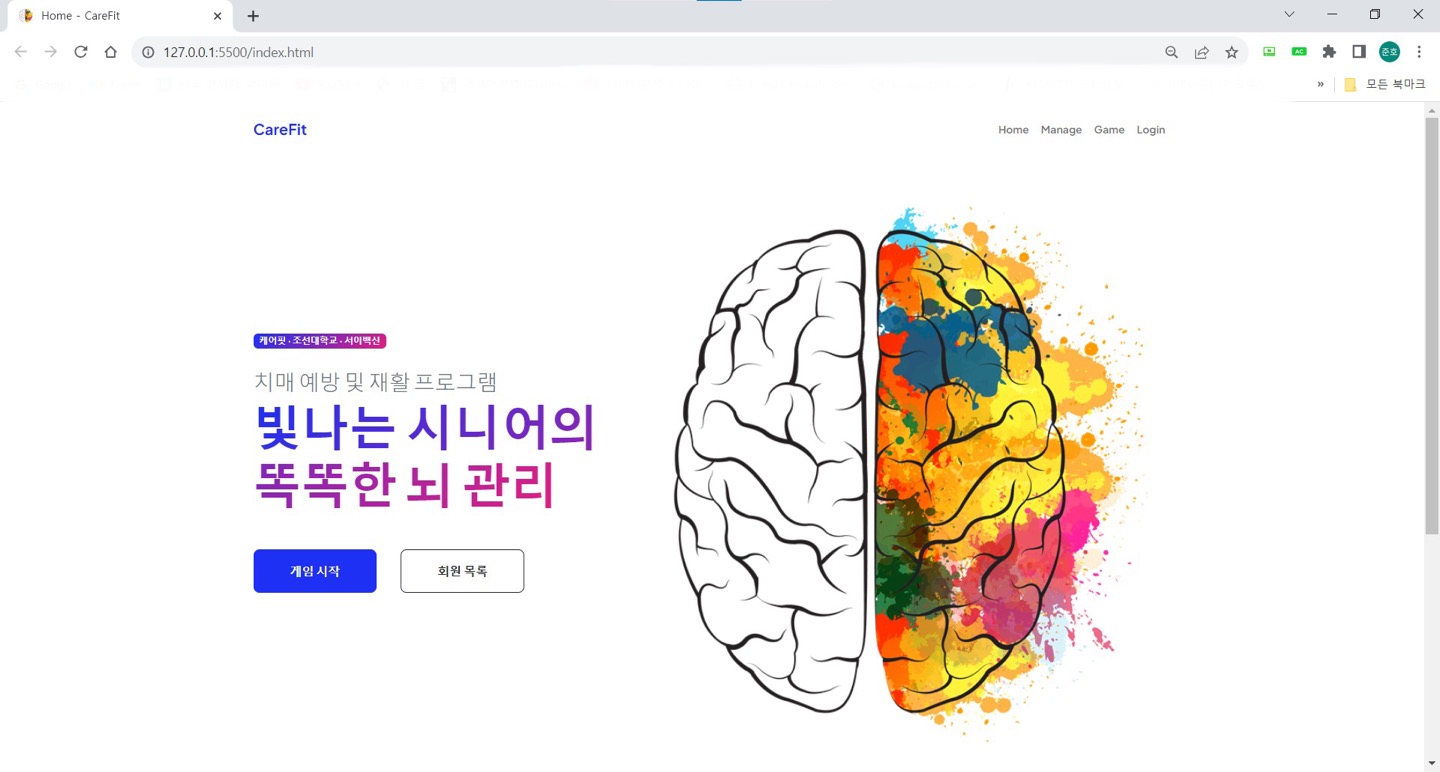 Home - CareFit
127.0.0.1:5500/index.html
AC
준호
» 모든 북마크
CareFit
Home Manage Game Login
케어핏 · 조선대학교 · 서이백신
치매 예방 및 재활 프로그램
빛나는 시니어의
똑똑한 뇌 관리
게임 시작 회원 목록